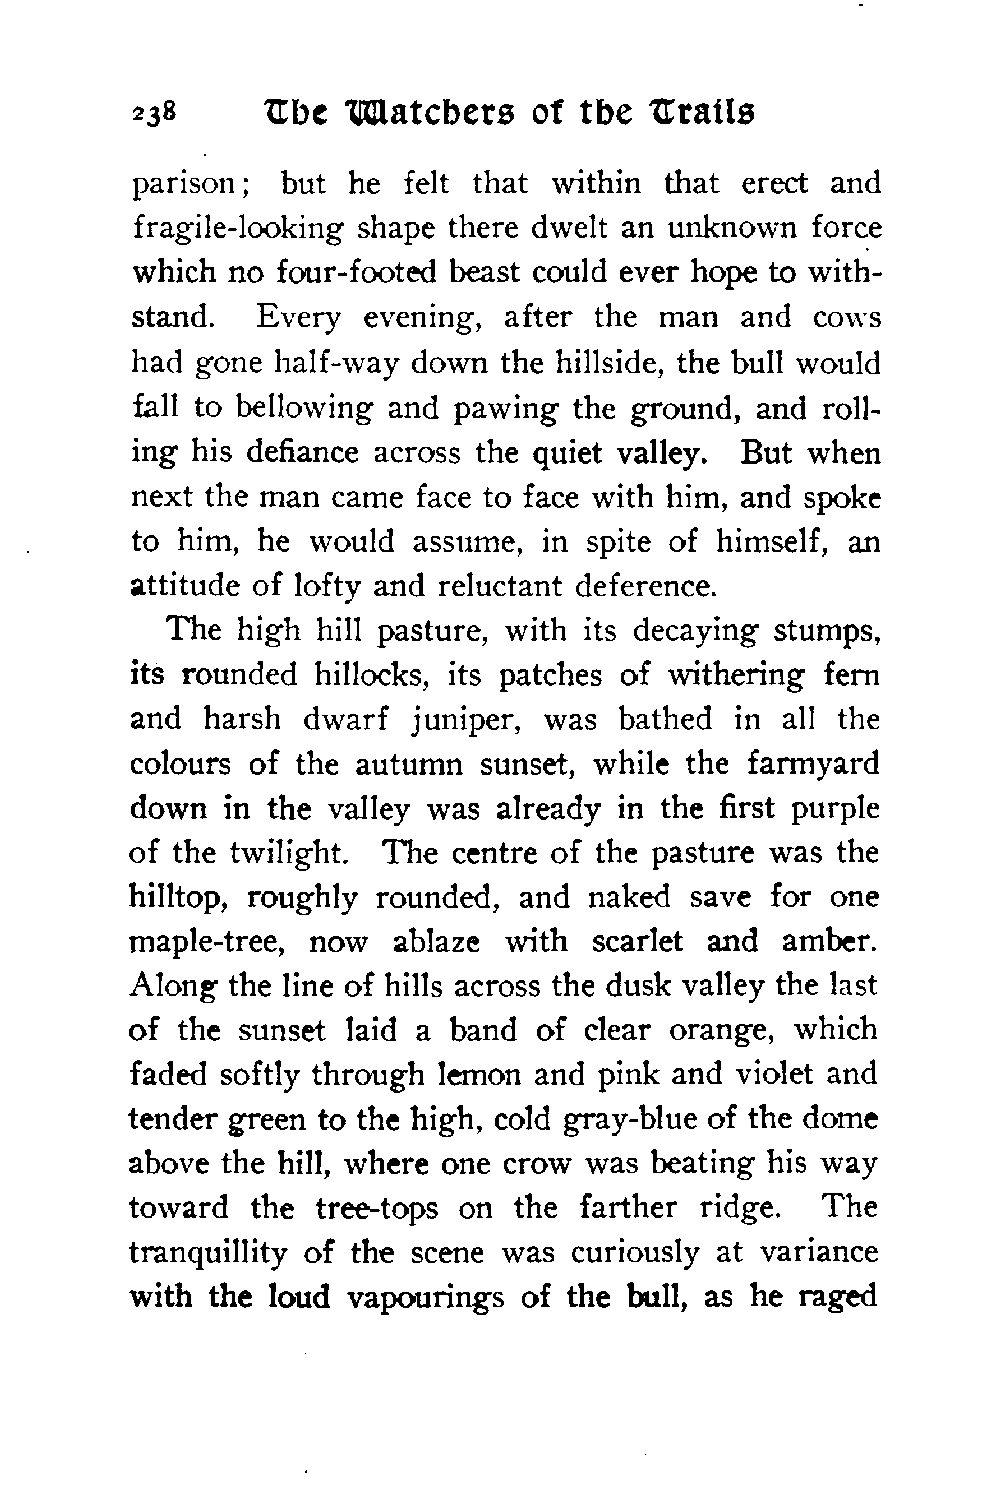 238 The Watchers of the Trails
parison; but he felt that within that erect and
fragile-looking shape there dwelt an unknown force
which no four-footed beast could ever hope to with-
stand. Every evening, after the man and cows
had gone half-way down the hillside, the bull would
fall to bellowing and pawing the ground, and roll-
ing his defiance across the quiet valley. But when
next the man came face to face with him, and spoke
to him, he would assume, in spite of himself, an
attitude of lofty and reluctant deference.
The high hill pasture, with its decaying stumps,
its rounded hillocks, its patches of withering fern
and harsh dwarf juniper, was bathed in all the
colours of the autumn sunset, while the farmyard
down in the valley was already in the first purple
of the twilight. The centre of the pasture was the
hilltop, roughly rounded, and naked save for one
maple-tree, now ablaze with scarlet and amber.
Along the line of hills across the dusk valley the last
of the sunset laid a band of clear orange, which
faded softly through lemon and pink and violet and
tender green to the high, cold gray-blue of the dome
above the hill, where one crow was beating his way
toward the tree-tops on the farther ridge. The
tranquillity of the scene was curiously at variance
with the loud vapourings of the bull, as he raged